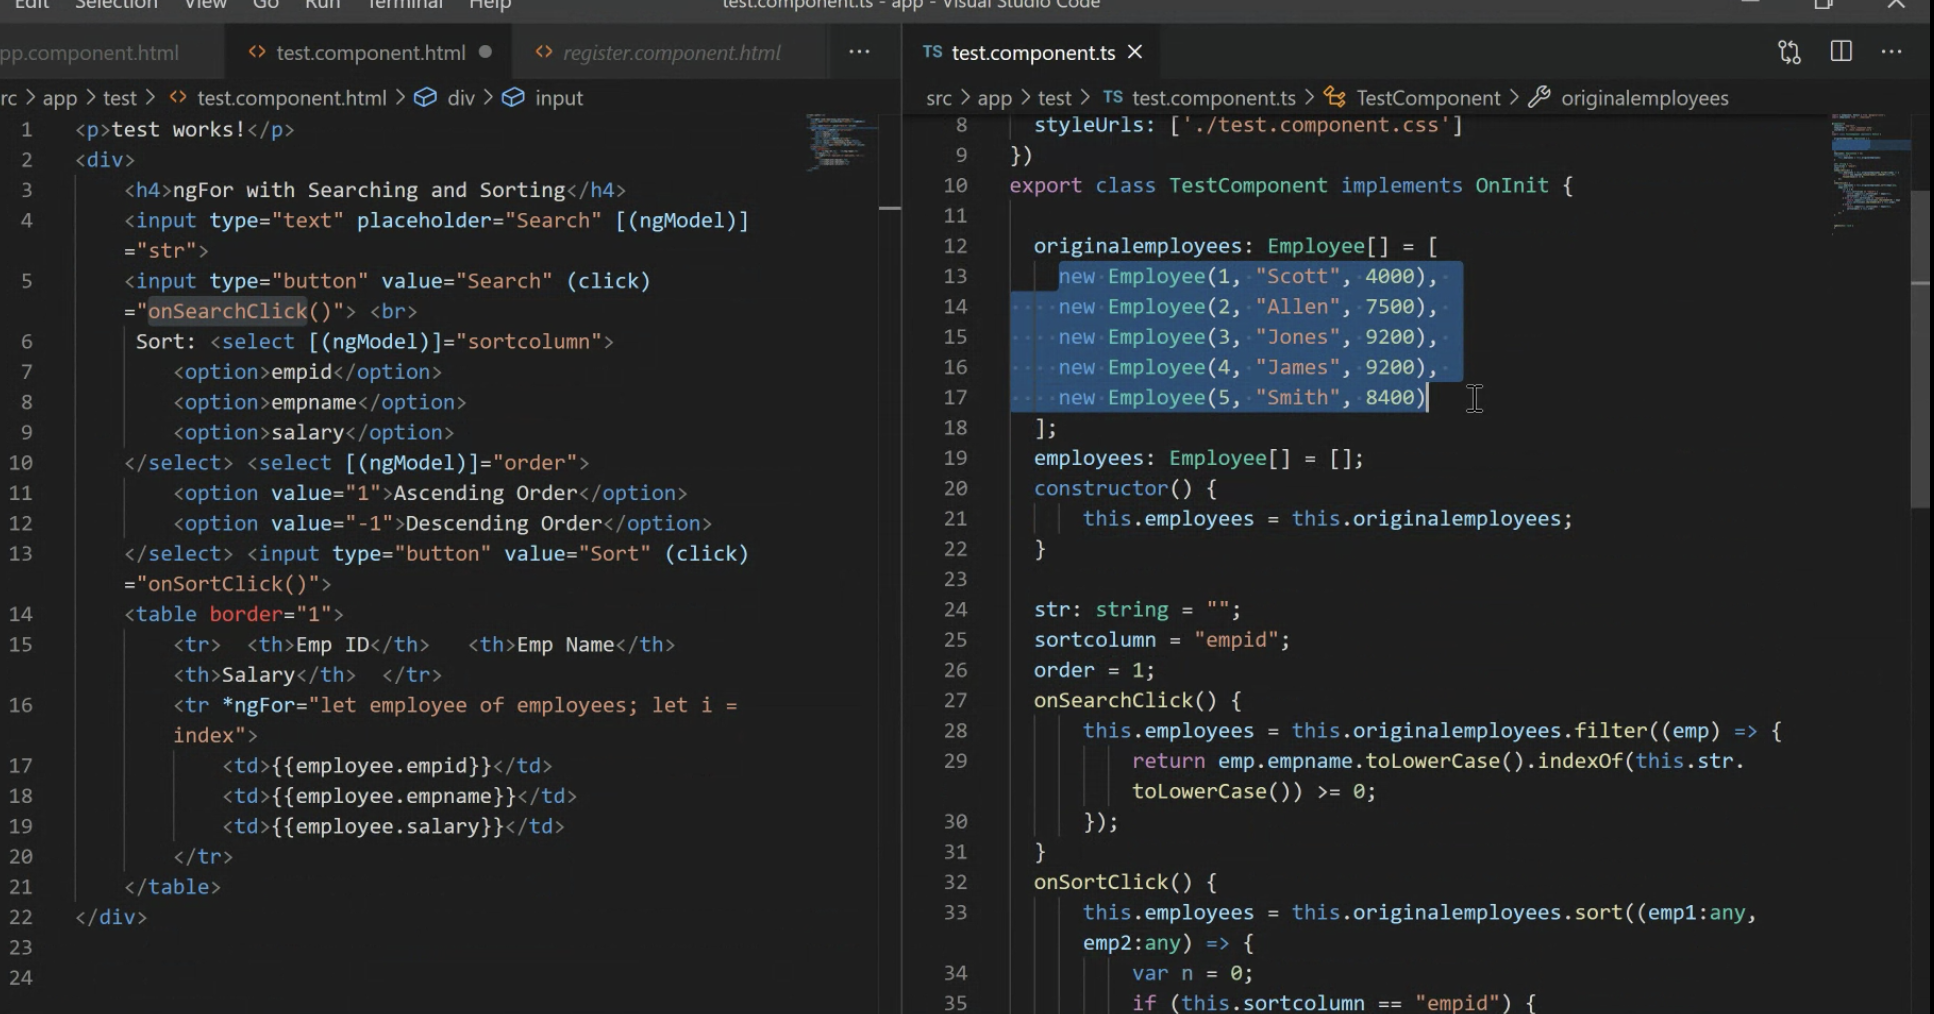 Edit Selection View Go Run Terminal Help
test.component.ts - app - Visual Studio Code
pp.component.html
<> test.component.html ●
<> register.component.html
...
rc > app > test > <> test.component.html > div > input
1 <p>test works!</p>
2 <div>
3 <h4>ngFor with Searching and Sorting</h4>
4 <input type="text" placeholder="Search" [(ngModel)]
="str">
5 <input type="button" value="Search" (click)
="onSearchClick()"> <br>
6 Sort: <select [(ngModel)]="sortcolumn">
7 <option>empid</option>
8 <option>empname</option>
9 <option>salary</option>
10 </select> <select [(ngModel)]="order">
11 <option value="1">Ascending Order</option>
12 <option value="-1">Descending Order</option>
13 </select> <input type="button" value="Sort" (click)
="onSortClick()">
14 <table border="1">
15 <tr> <th>Emp ID</th> <th>Emp Name</th>
<th>Salary</th> </tr>
16 <tr *ngFor="let employee of employees; let i =
index">
17 <td>{{employee.empid}}</td>
18 <td>{{employee.empname}}</td>
19 <td>{{employee.salary}}</td>
20 </tr>
21 </table>
22 </div>
23
24
TS test.component.ts ×
...
src > app > test > TS test.component.ts > TestComponent > originalemployees
8 styleUrls: ['./test.component.css']
9 })
10 export class TestComponent implements OnInit {
11
12 originalemployees: Employee[] = [
13 new Employee(1, "Scott", 4000),
14 new Employee(2, "Allen", 7500),
15 new Employee(3, "Jones", 9200),
16 new Employee(4, "James", 9200),
17 new Employee(5, "Smith", 8400)
18 ];
19 employees: Employee[] = [];
20 constructor() {
21 this.employees = this.originalemployees;
22 }
23
24 str: string = "";
25 sortcolumn = "empid";
26 order = 1;
27 onSearchClick() {
28 this.employees = this.originalemployees.filter((emp) => {
29 return emp.empname.toLowerCase().indexOf(this.str.
toLowerCase()) >= 0;
30 });
31 }
32 onSortClick() {
33 this.employees = this.originalemployees.sort((emp1:any,
emp2:any) => {
34 var n = 0;
35 if (this.sortcolumn == "empid") {